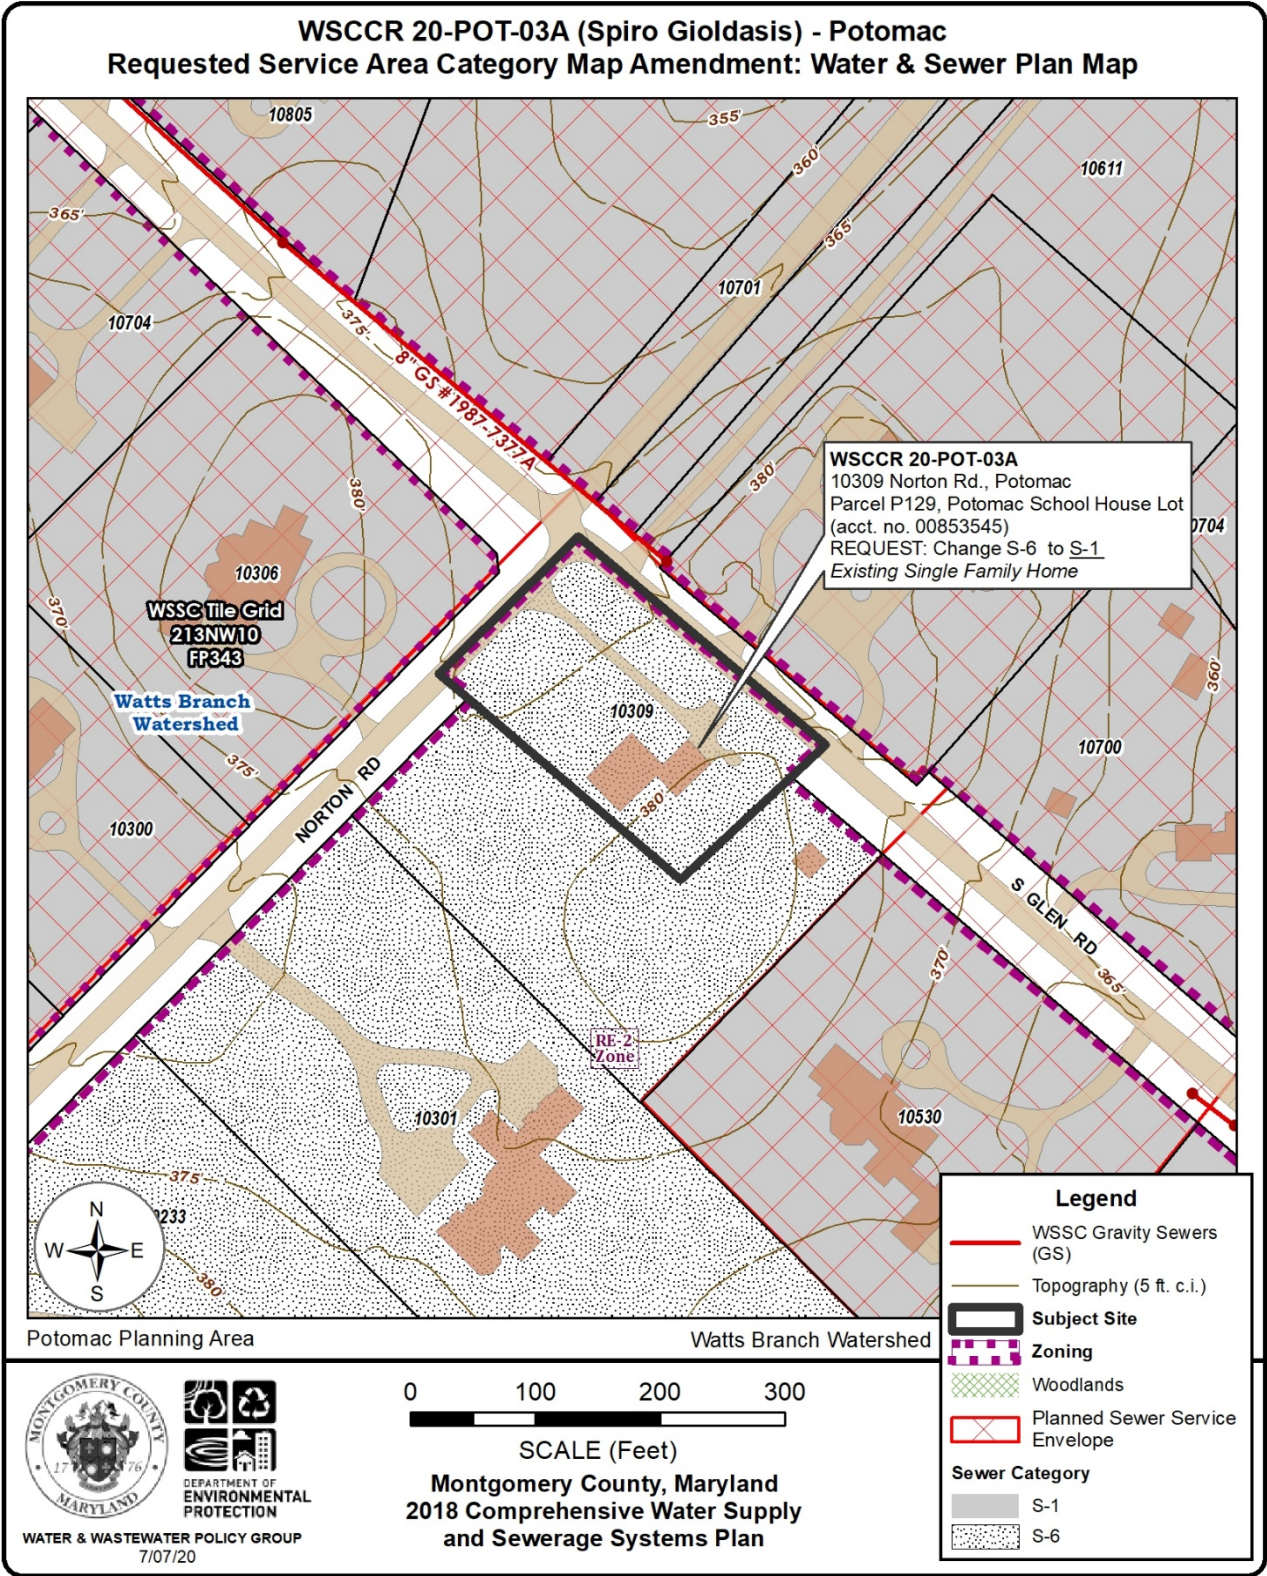 WSCCR 20-POT-03A (Spiro Gioldasis) - Potomac
Requested Service Area Category Map Amendment: Water & Sewer Plan Map
10805
355'
360'
10611
365'
365'
10701
10704
375'
8" GS #1987-7377A
WSCCR 20-POT-03A
10309 Norton Rd., Potomac
Parcel P129, Potomac School House Lot
(acct. no. 00853545)
REQUEST: Change S-6 to S-1
Existing Single Family Home
380'
380'
0704
10306
WSSC Tile Grid
213NW10
FP343
370'
Watts Branch
Watershed
360'
10309
375'
10700
NORTON RD
380'
10300
S GLEN RD
370'
365'
RE-2
Zone
10301
10530
375
0233
380
N
W
E
S
Potomac Planning Area
Watts Branch Watershed
Legend
WSSC Gravity Sewers
(GS)
Topography (5 ft. c.i.)
Subject Site
Zoning
Woodlands
Planned Sewer Service
Envelope
Sewer Category
S-1
S-6
MONTGOMERY COUNTY
17 76
MARYLAND
DEPARTMENT OF
ENVIRONMENTAL
PROTECTION
WATER & WASTEWATER POLICY GROUP
7/07/20
0 100 200 300
SCALE (Feet)
Montgomery County, Maryland
2018 Comprehensive Water Supply
and Sewerage Systems Plan